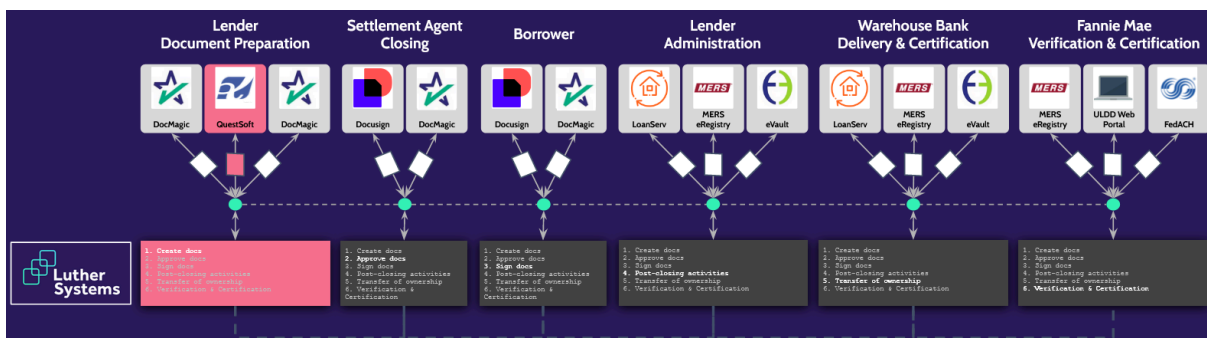 Lender
Document Preparation
Settlement Agent
Closing
Borrower
Lender
Administration
Warehouse Bank
Delivery & Certification
Fannie Mae
Verification & Certification
DocMagic
QuestSoft
DocMagic
Docusign
DocMagic
Docusign
DocMagic
LoanServ
MERS
MERS
eRegistry
eVault
LoanServ
MERS
MERS
eRegistry
eVault
MERS
MERS
eRegistry
ULDD Web
Portal
FedACH
Luther
Systems
1. Create docs
2. Approve docs
3. Sign docs
4. Post-closing activities
5. Transfer of ownership
6. Verification & Certification
1. Create docs
2. Approve docs
3. Sign docs
4. Post-closing activities
5. Transfer of ownership
6. Verification &
Certification
1. Create docs
2. Approve docs
3. Sign docs
4. Post-closing activities
5. Transfer of ownership
6. Verification &
Certification
1. Create docs
2. Approve docs
3. Sign docs
4. Post-closing activities
5. Transfer of ownership
6. Verification & Certification
1. Create docs
2. Approve docs
3. Sign docs
4. Post-closing activities
5. Transfer of ownership
6. Verification & Certification
1. Create docs
2. Approve docs
3. Sign docs
4. Post-closing activities
5. Transfer of ownership
6. Verification & Certification